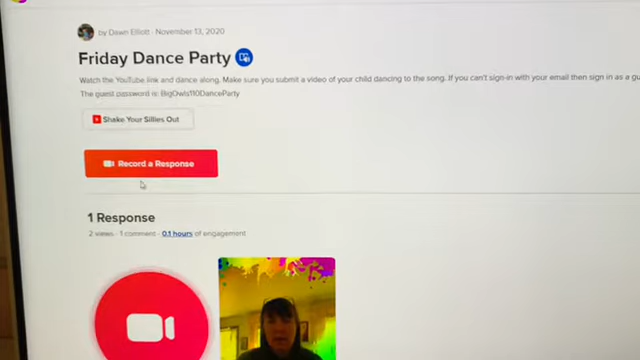 by Dawn Elliott · November 13, 2020
Friday Dance Party
Watch the YouTube link and dance along. Make sure you submit a video of your child dancing to the song. If you can't sign-in with your email then sign in as a gu
The guest password is: BigOwls110DanceParty
Shake Your Sillies Out
Record a Response
1 Response
2 views · 1 comment · 0.1 hours of engagement